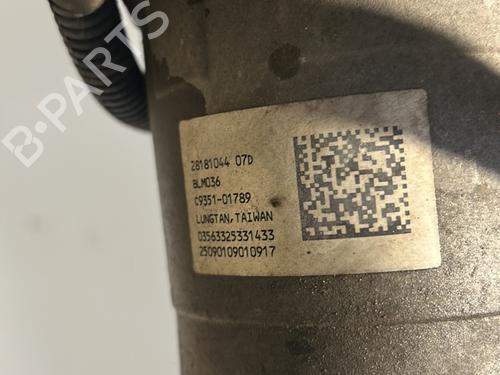 B-PARTS
28181044 07D
BLM036
C9351-01789
LUNGTAN, TAIWAN
03563325331433
25090109010917